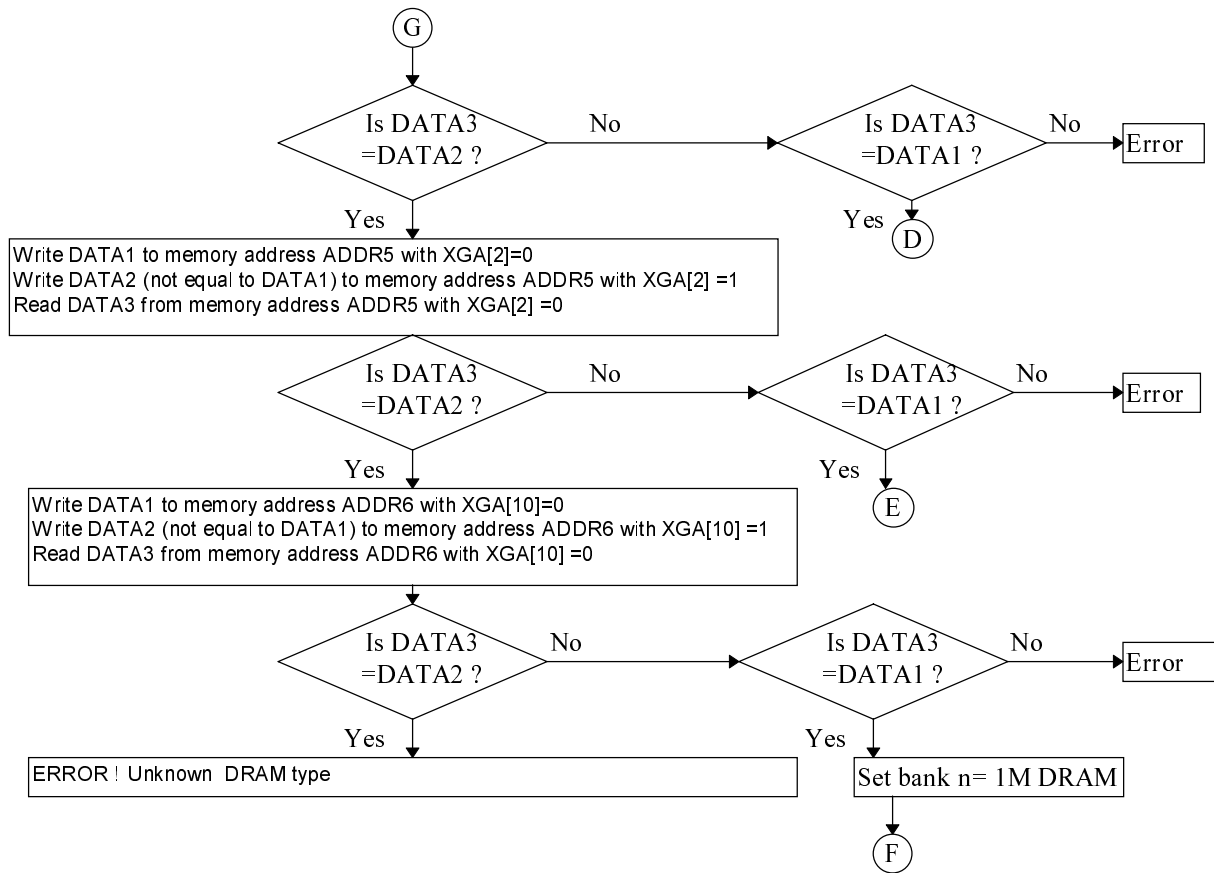 G
Is DATA3
=DATA2 ?
No
Is DATA3
=DATA1 ?
No
Error
Yes
Yes
D
Write DATA1 to memory address ADDR5 with XGA[2]=0
Write DATA2 (not equal to DATA1) to memory address ADDR5 with XGA[2] =1
Read DATA3 from memory address ADDR5 with XGA[2] =0
Is DATA3
=DATA2 ?
No
Is DATA3
=DATA1 ?
No
Error
Yes
Yes
E
Write DATA1 to memory address ADDR6 with XGA[10]=0
Write DATA2 (not equal to DATA1) to memory address ADDR6 with XGA[10] =1
Read DATA3 from memory address ADDR6 with XGA[10] =0
Is DATA3
=DATA2 ?
No
Is DATA3
=DATA1 ?
No
Error
Yes
Yes
ERROR ! Unknown DRAM type
Set bank n= 1M DRAM
F